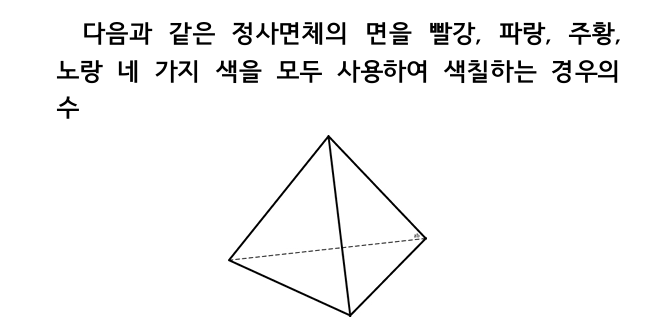 다음과 같은 정사면체의 면을 빨강, 파랑, 주황,
노랑 네 가지 색을 모두 사용하여 색칠하는 경우의
수